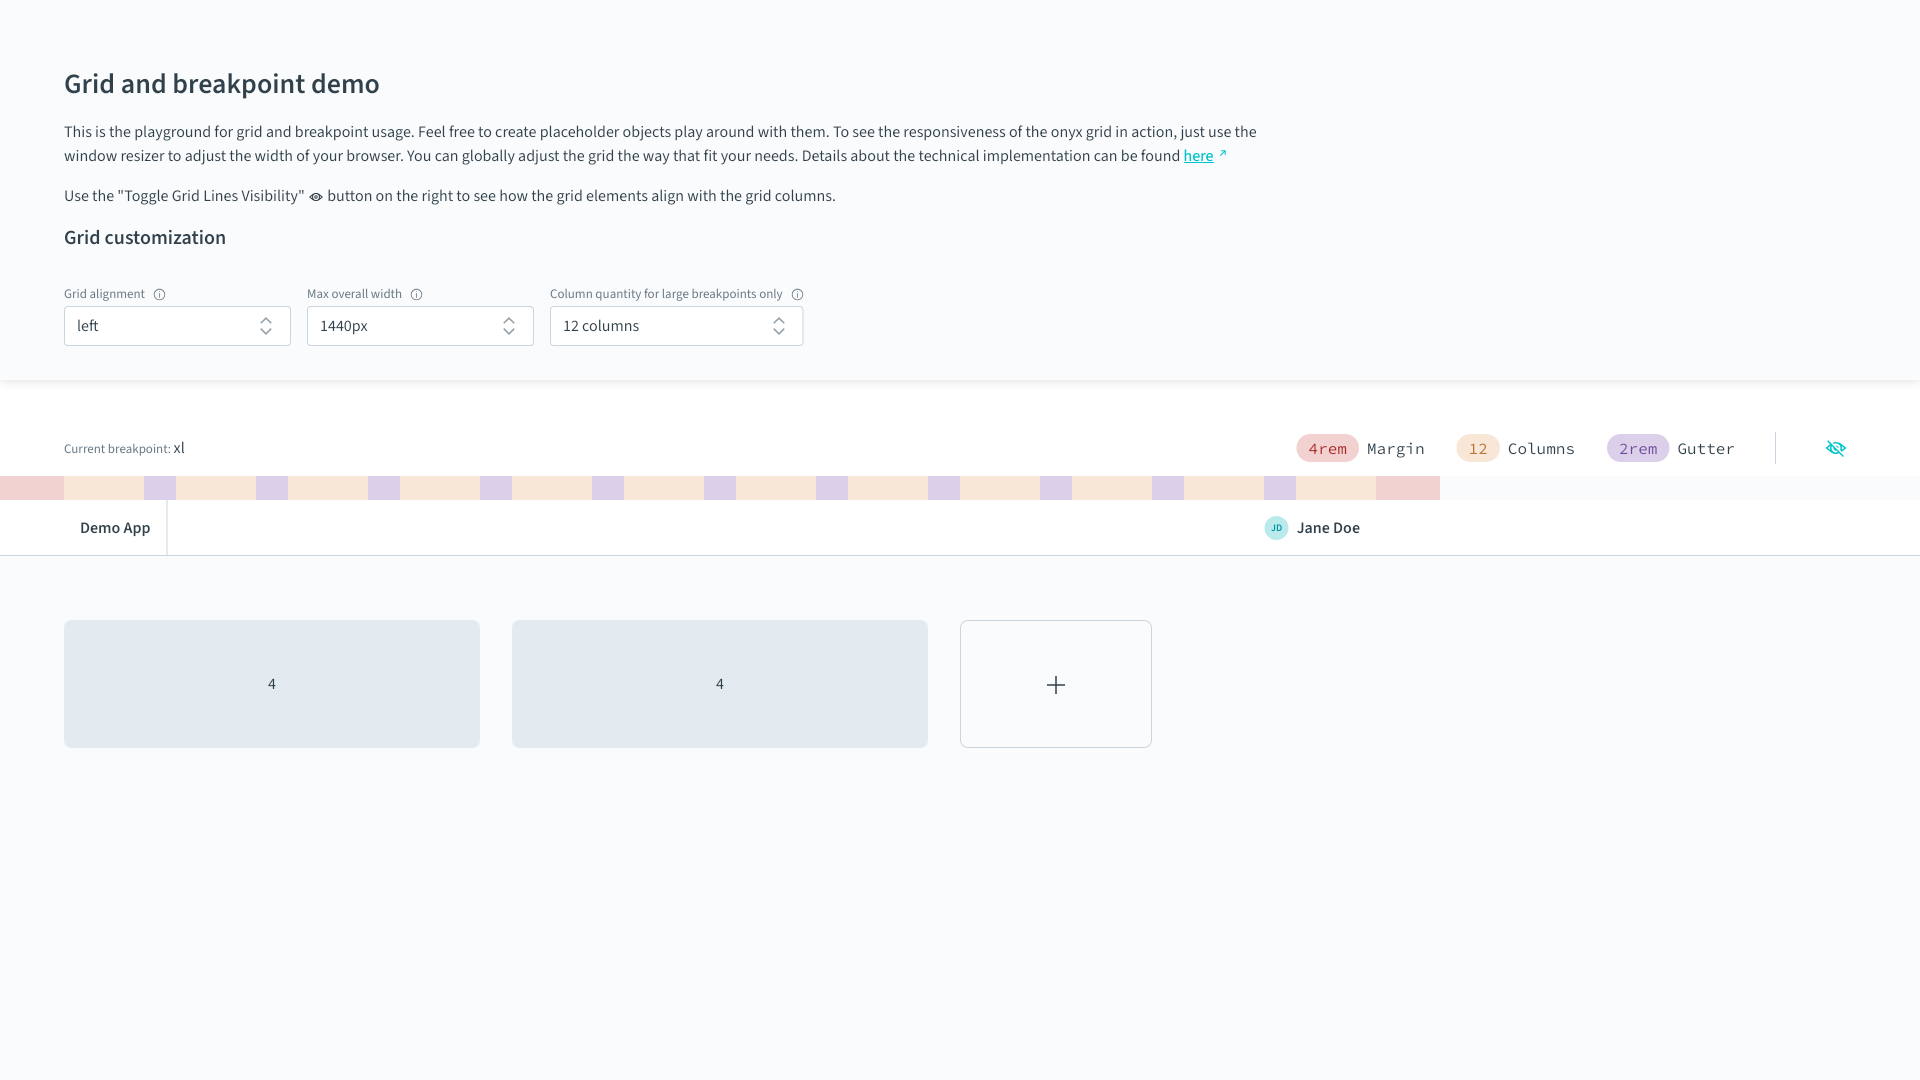 Grid and breakpoint demo
This is the playground for grid and breakpoint usage. Feel free to create placeholder objects play around with them. To see the responsiveness of the onyx grid in action, just use the
window resizer to adjust the width of your browser. You can globally adjust the grid the way that fit your needs. Details about the technical implementation can be found here
Use the "Toggle Grid Lines Visibility" button on the right to see how the grid elements align with the grid columns.
Grid customization
Grid alignment Max overall width Column quantity for large breakpoints only
left 1440px 12 columns
Current breakpoint: xl 4rem Margin 12 Columns 2rem Gutter
Demo App JD Jane Doe
4 4